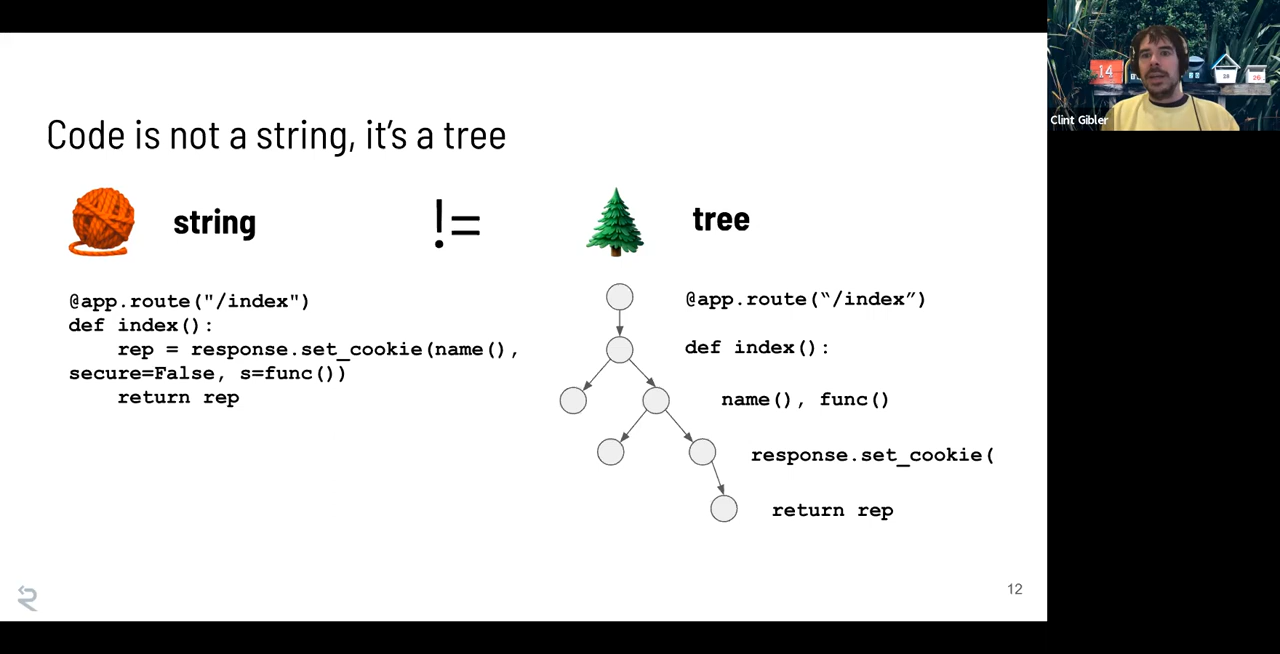 Code is not a string, it’s a tree
string
!=
tree
@app.route("/index")
def index():
    rep = response.set_cookie(name(),
secure=False, s=func())
    return rep
@app.route(“/index”)
def index():
name(), func()
response.set_cookie(
return rep
12
14
Clint Gibler